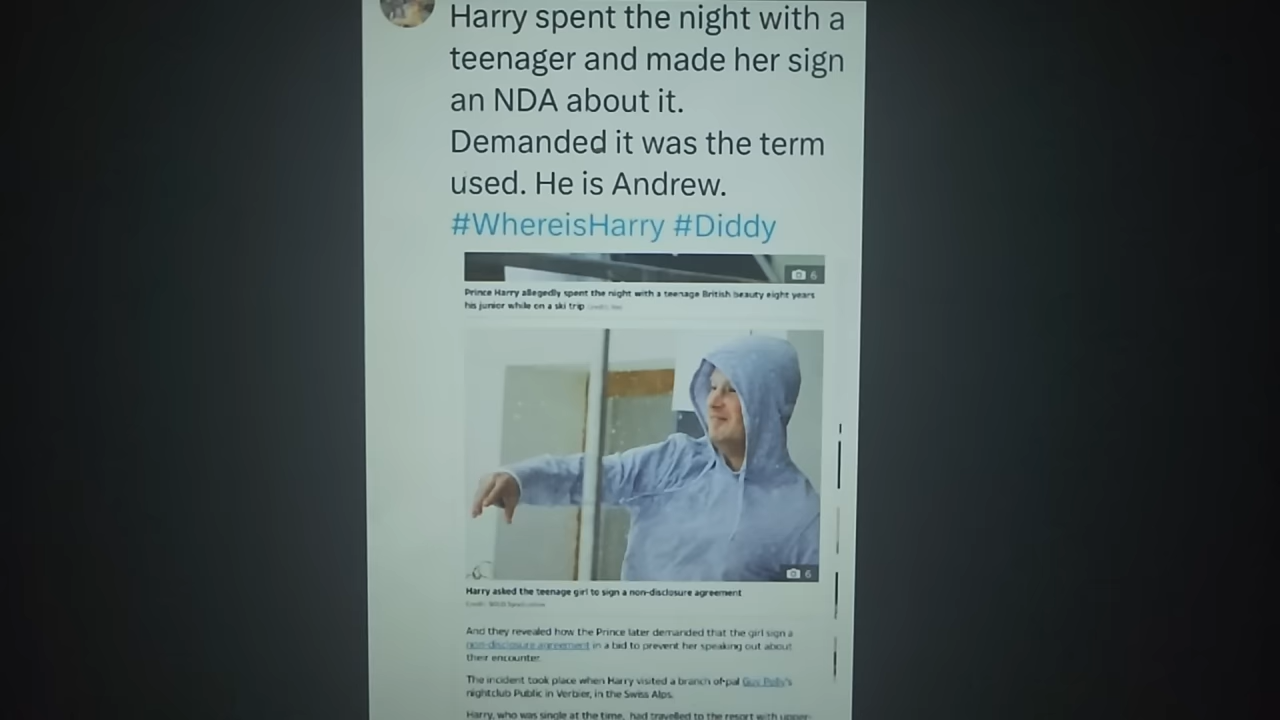 Harry spent the night with a
teenager and made her sign
an NDA about it.
Demanded it was the term
used. He is Andrew.
#WhereisHarry #Diddy
6
Prince Harry allegedly spent the night with a teenage British beauty eight years
his junior while on a ski trip
6
Harry asked the teenage girl to sign a non-disclosure agreement
And they revealed how the Prince later demanded that the girl sign a
non-disclosure agreement in a bid to prevent her speaking out about
their encounter.
The incident took place when Harry visited a branch of pal Guy Pelly's
nightclub Public in Verbier, in the Swiss Alps.
Harry, who was single at the time, had travelled to the resort with upper-